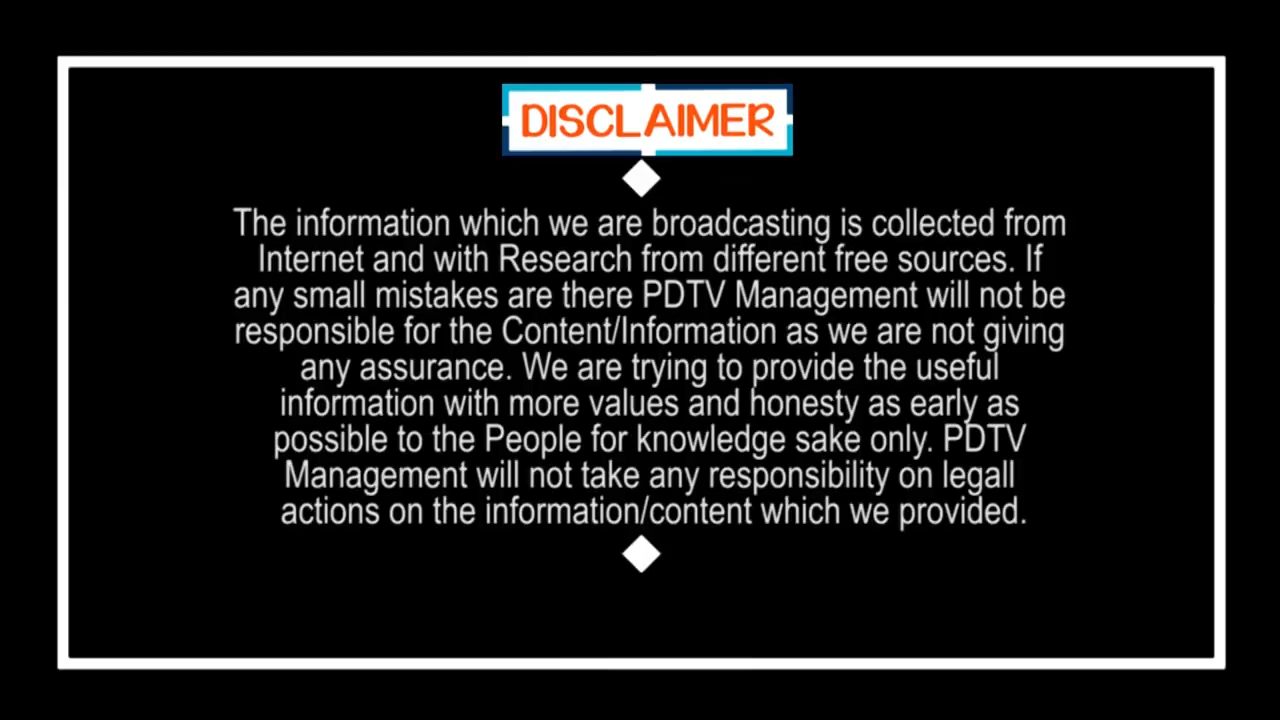 DISCLAIMER
The information which we are broadcasting is collected from
Internet and with Research from different free sources. If
any small mistakes are there PDTV Management will not be
responsible for the Content/Information as we are not giving
any assurance. We are trying to provide the useful
information with more values and honesty as early as
possible to the People for knowledge sake only. PDTV
Management will not take any responsibility on legall
actions on the information/content which we provided.